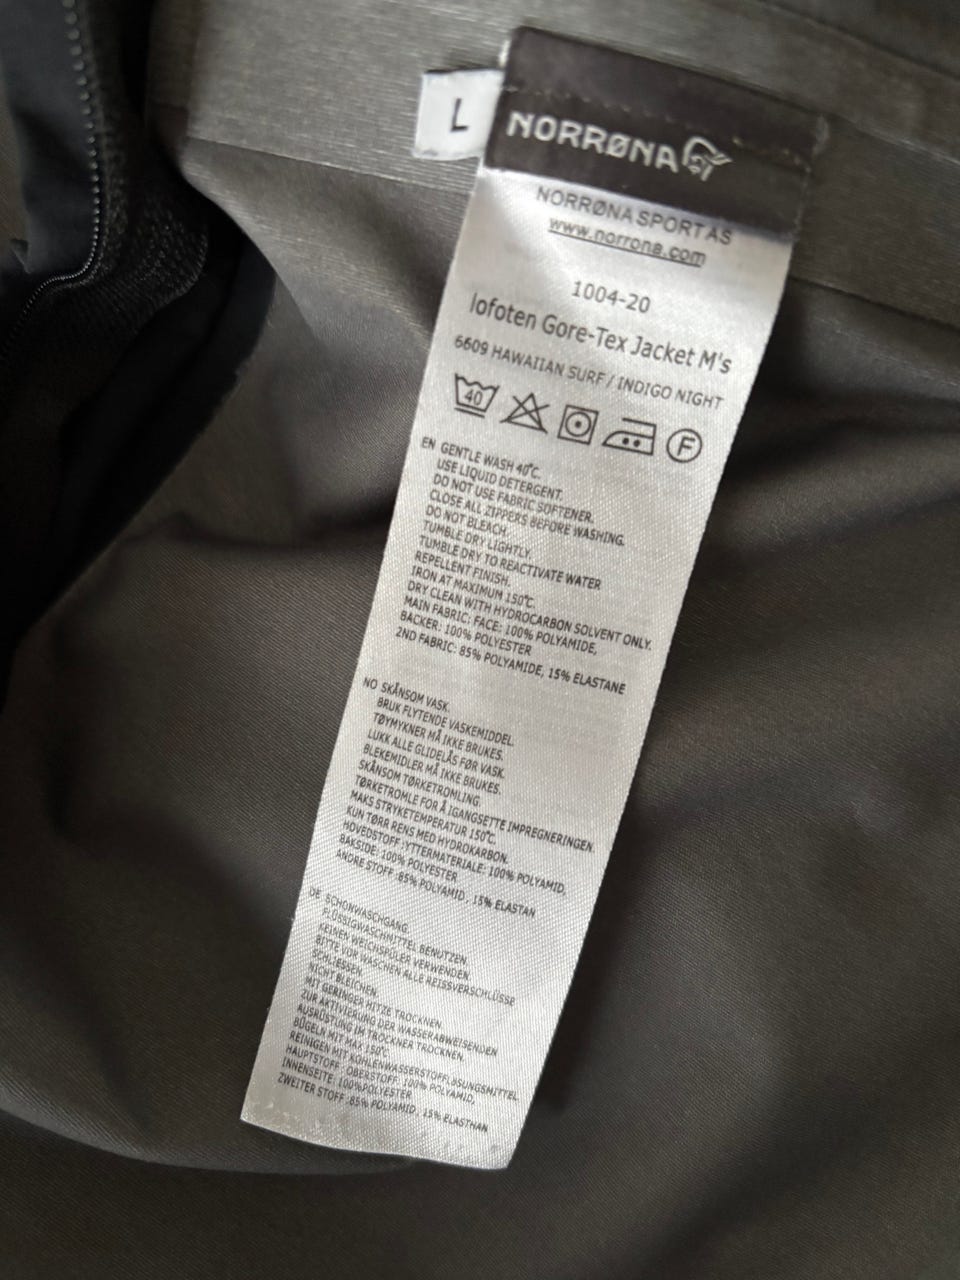 L
NORRØNA
NORRØNA SPORT AS
www.norrona.com
1004-20
lofoten Gore-Tex Jacket M's
6609 HAWAIIAN SURF / INDIGO NIGHT
40
F
EN GENTLE WASH 40°C.
USE LIQUID DETERGENT.
DO NOT USE FABRIC SOFTENER.
CLOSE ALL ZIPPERS BEFORE WASHING.
DO NOT BLEACH.
TUMBLE DRY LIGHTLY.
TUMBLE DRY TO REACTIVATE WATER
REPELLENT FINISH.
IRON AT MAXIMUM 150°C.
DRY CLEAN WITH HYDROCARBON SOLVENT ONLY.
MAIN FABRIC: FACE: 100% POLYAMIDE,
BACKER: 100% POLYESTER
2ND FABRIC: 85% POLYAMIDE, 15% ELASTANE
NO SKÅNSOM VASK.
BRUK FLYTENDE VASKEMIDDEL.
TØYMYKNER MÅ IKKE BRUKES.
LUKK ALLE GLIDELÅS FØR VASK.
BLEKEMIDLER MÅ IKKE BRUKES.
SKÅNSOM TØRKETROMLING.
TØRKETROMLE FOR Å IGANGSETTE IMPREGNERINGEN.
MAKS STRYKETEMPERATUR 150°C.
KUN TØRR RENS MED HYDROKARBON.
HOVEDSTOFF :YTTERMATERIALE: 100% POLYAMID,
BAKSIDE: 100% POLYESTER
ANDRE STOFF :85% POLYAMID , 15% ELASTAN
DE SCHONWASCHGANG.
FLÜSSIGWASCHMITTEL BENUTZEN.
KEINEN WEICHSPÜLER VERWENDEN.
BITTE VOR WASCHEN ALLE REISSVERSCHLÜSSE
SCHLIESSEN.
NICHT BLEICHEN.
MIT GERINGER HITZE TROCKNEN.
ZUR AKTIVIERUNG DER WASSERABWEISENDEN
AUSRÜSTUNG IM TROCKNER TROCKNEN.
BÜGELN MIT MAX 150°C.
REINIGEN MIT KOHLENWASSERSTOFFLØSUNGSMITTEL.
HAUPTSTOFF : OBERSTOFF: 100% POLYAMID,
INNENSEITE: 100%POLYESTER
ZWEITER STOFF :85% POLYAMID , 15% ELASTHAN